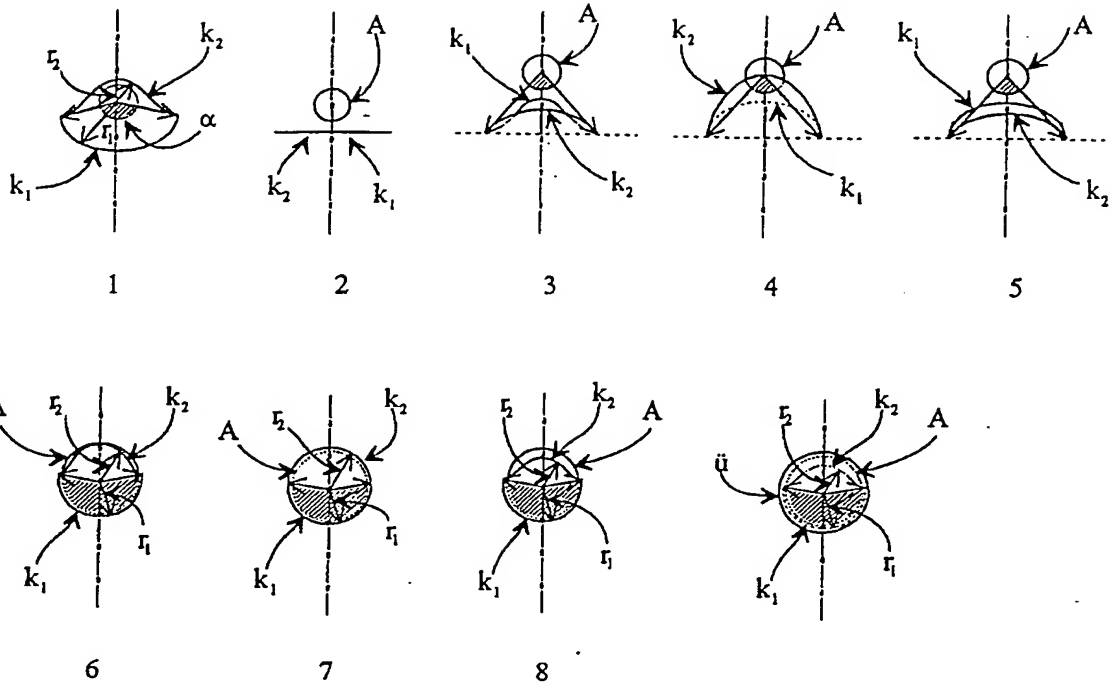 r₂ k₂ α r₁ k₁
A k₂ k₁
k₁ A k₂
k₂ A k₁
k₁ A k₂
1 2 3 4 5
A r₂ k₂ k₁ r₁
A r₂ k₂ k₁ r₁
r₂ k₂ A k₁ r₁
r₂ k₂ A ü k₁ r₁
6 7 8